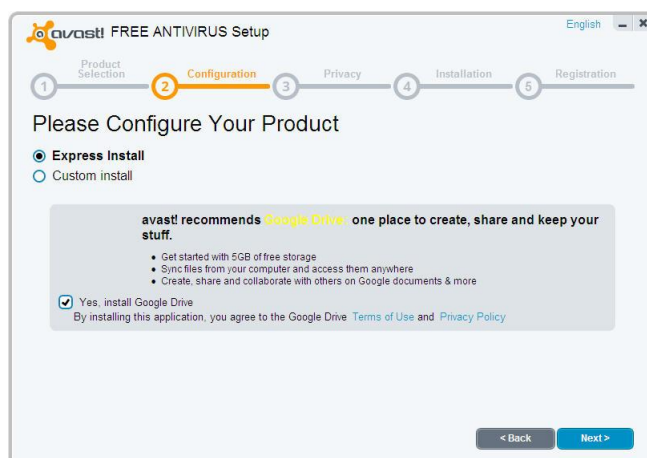 English
avast! FREE ANTIVIRUS Setup
Product
Selection
Configuration
Privacy
Installation
Registration
1
2
3
4
5
Please Configure Your Product
Express Install
Custom install
avast! recommends Google Drive: one place to create, share and keep your
stuff.
Get started with 5GB of free storage
Sync files from your computer and access them anywhere
Create, share and collaborate with others on Google documents & more
Yes, install Google Drive
By installing this application, you agree to the Google Drive Terms of Use and Privacy Policy
< Back
Next >